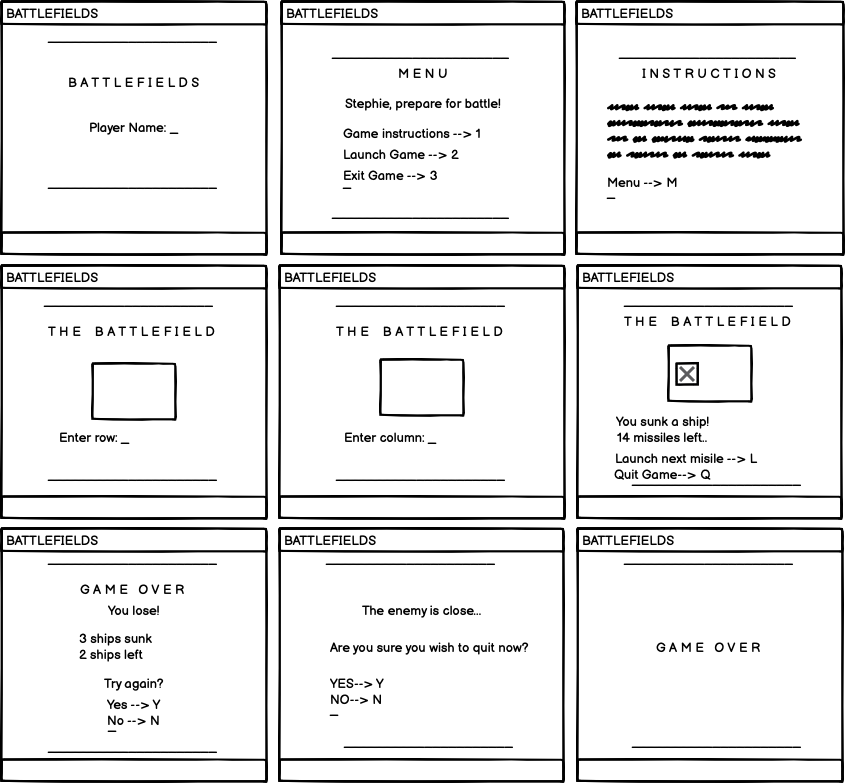 BATTLEFIELDS
BATTLEFIELDS
Player Name: _
BATTLEFIELDS
MENU
Stephie, prepare for battle!
Game instructions --> 1
Launch Game --> 2
Exit Game --> 3
_
BATTLEFIELDS
INSTRUCTIONS
Menu --> M
_
BATTLEFIELDS
THE BATTLEFIELD
Enter row: _
BATTLEFIELDS
THE BATTLEFIELD
Enter column: _
BATTLEFIELDS
THE BATTLEFIELD
You sunk a ship!
14 missiles left..
Launch next misile --> L
Quit Game--> Q
BATTLEFIELDS
GAME OVER
You lose!
3 ships sunk
2 ships left
Try again?
Yes --> Y
No --> N
_
BATTLEFIELDS
The enemy is close...
Are you sure you wish to quit now?
YES--> Y
NO--> N
_
BATTLEFIELDS
GAME OVER